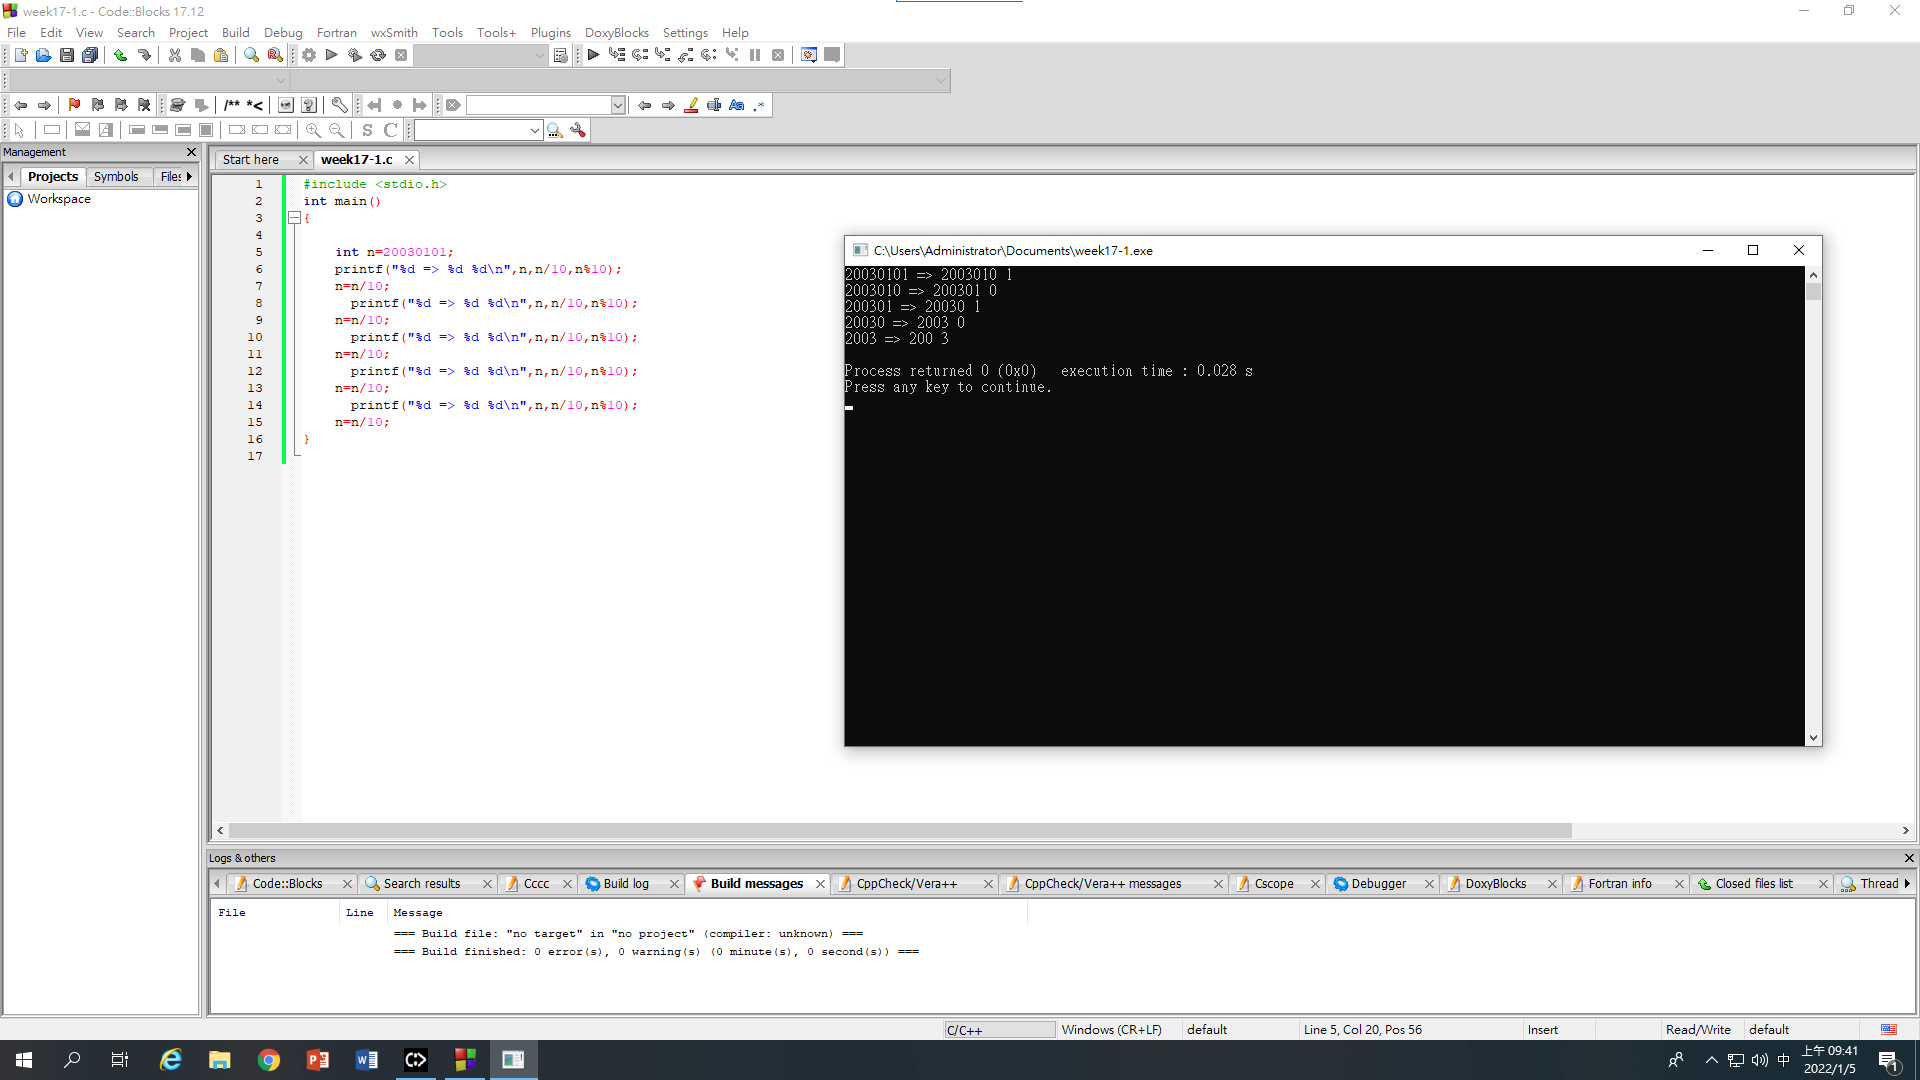 week17-1.c - Code::Blocks 17.12
File Edit View Search Project Build Debug Fortran wxSmith Tools Tools+ Plugins DoxyBlocks Settings Help
/** *<
S C
Management
Projects Symbols Files
Workspace
Start here week17-1.c
1 #include <stdio.h>
2 int main()
3 {
4
5 int n=20030101;
6 printf("%d => %d %d\n",n,n/10,n%10);
7 n=n/10;
8 printf("%d => %d %d\n",n,n/10,n%10);
9 n=n/10;
10 printf("%d => %d %d\n",n,n/10,n%10);
11 n=n/10;
12 printf("%d => %d %d\n",n,n/10,n%10);
13 n=n/10;
14 printf("%d => %d %d\n",n,n/10,n%10);
15 n=n/10;
16 }
17
C:\Users\Administrator\Documents\week17-1.exe
20030101 => 2003010 1
2003010 => 200301 0
200301 => 20030 1
20030 => 2003 0
2003 => 200 3
Process returned 0 (0x0) execution time : 0.028 s
Press any key to continue.
Logs & others
Code::Blocks Search results Cccc Build log Build messages CppCheck/Vera++ CppCheck/Vera++ messages Cscope Debugger DoxyBlocks Fortran info Closed files list Thread
File Line Message
=== Build file: "no target" in "no project" (compiler: unknown) ===
=== Build finished: 0 error(s), 0 warning(s) (0 minute(s), 0 second(s)) ===
C/C++ Windows (CR+LF) default Line 5, Col 20, Pos 56 Insert Read/Write default
中 上午 09:41
2022/1/5
1